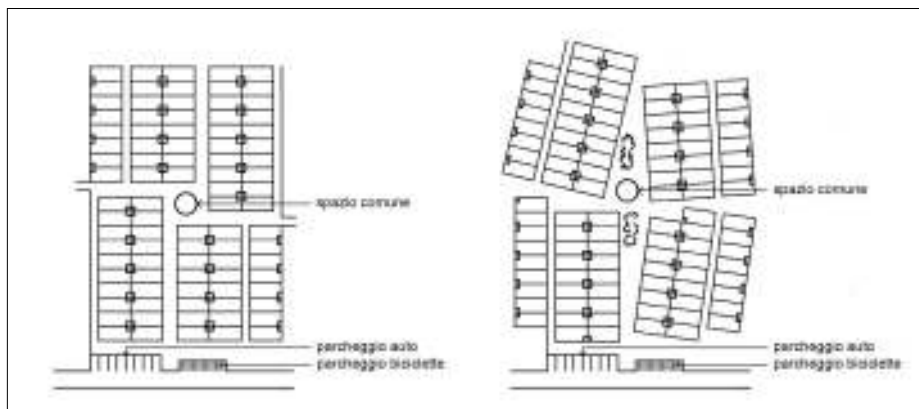 spazio comune
parcheggio auto
parcheggio biciclette
spazio comune
parcheggio auto
parcheggio biciclette